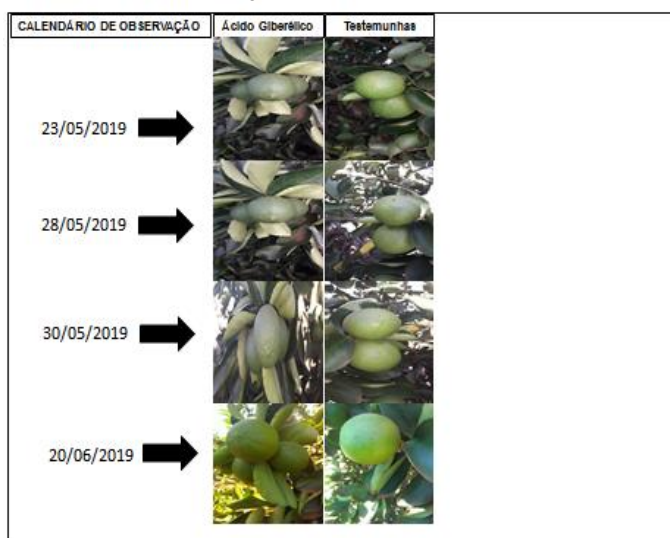 CALENDÁRIO DE OBSERVAÇÃO Ácido Giberélico Testemunhas
23/05/2019
28/05/2019
30/05/2019
20/06/2019